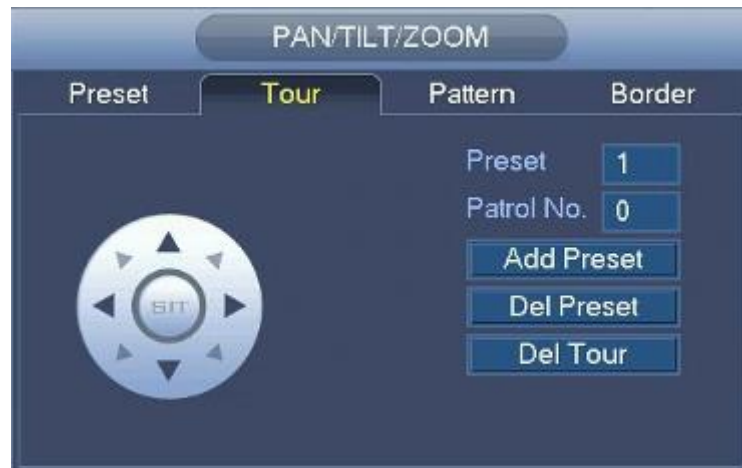 PAN/TILT/ZOOM
Preset Tour Pattern Border
Preset 1
Patrol No. 0
Add Preset
SIT
Del Preset
Del Tour